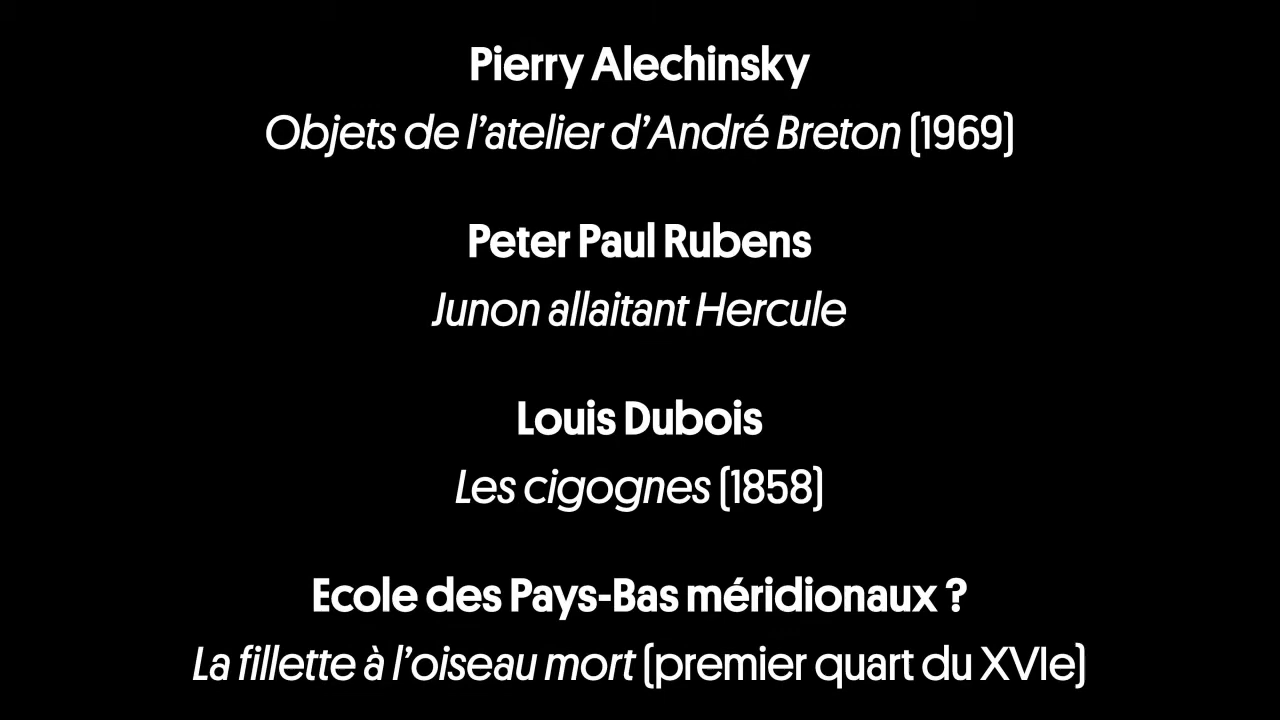 Pierry Alechinsky
Objets de l’atelier d’André Breton (1969)
Peter Paul Rubens
Junon allaitant Hercule
Louis Dubois
Les cigognes (1858)
Ecole des Pays-Bas méridionaux ?
La fillette à l’oiseau mort (premier quart du XVIe)